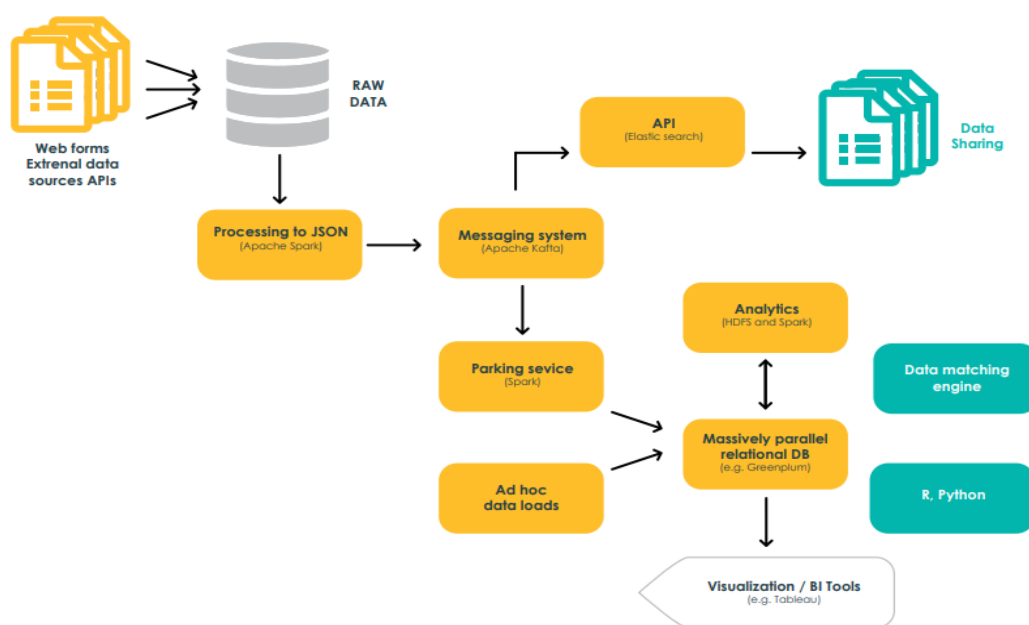 Web forms
Extrenal data
sources APIs
RAW
DATA
API
(Elastic search)
Data
Sharing
Processing to JSON
(Apache Spark)
Messaging system
(Apache Kafta)
Analytics
(HDFS and Spark)
Parking sevice
(Spark)
Data matching
engine
Massively parallel
relational DB
(e.g. Greenplum)
Ad hoc
data loads
R, Python
Visualization / BI Tools
(e.g. Tableau)